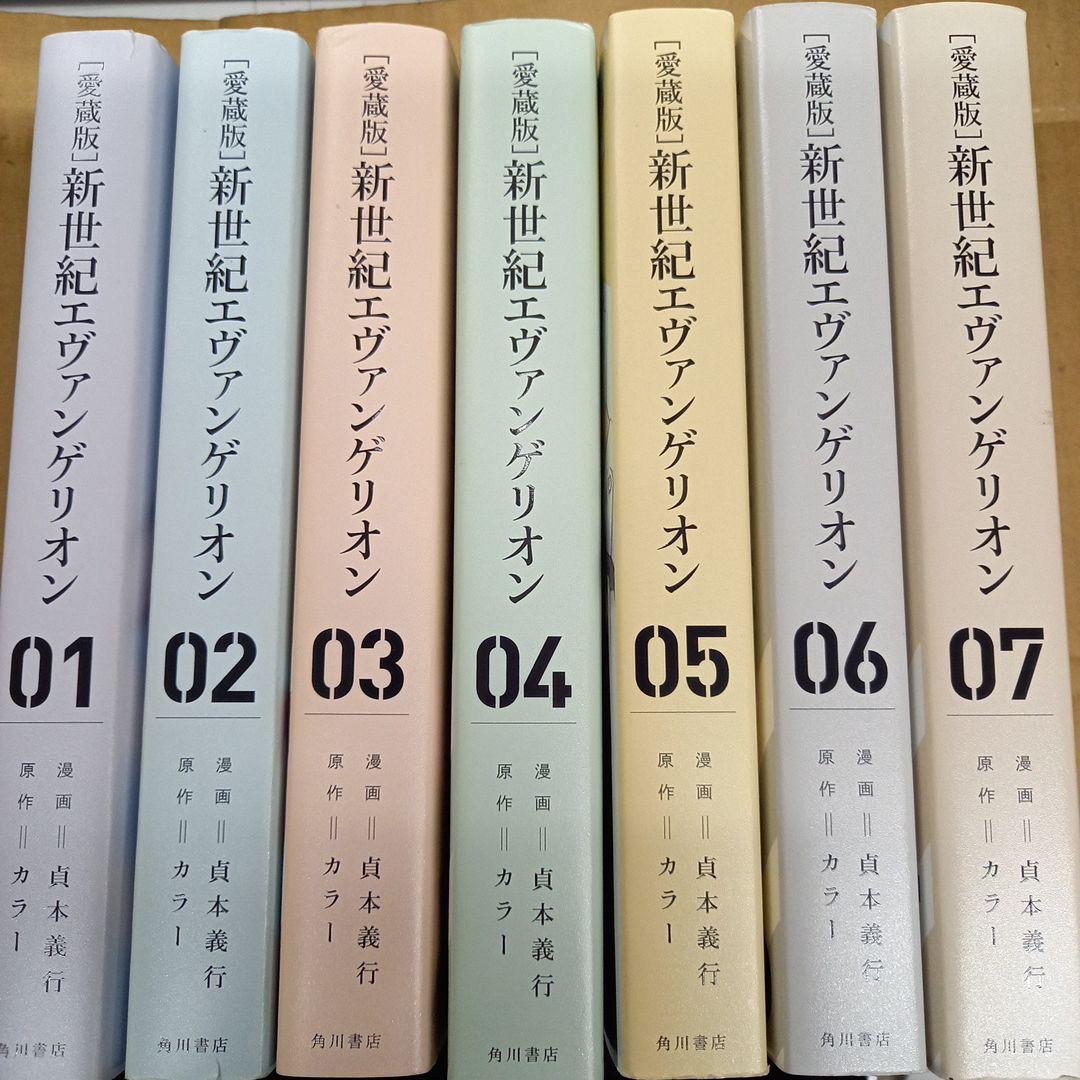 [愛蔵版]新世紀エヴァンゲリオン
01
漫画=貞本義行
原作=カラー
角川書店
[愛蔵版]新世紀エヴァンゲリオン
02
漫画=貞本義行
原作=カラー
角川書店
[愛蔵版]新世紀エヴァンゲリオン
03
漫画=貞本義行
原作=カラー
角川書店
[愛蔵版]新世紀エヴァンゲリオン
04
漫画=貞本義行
原作=カラー
角川書店
[愛蔵版]新世紀エヴァンゲリオン
05
漫画=貞本義行
原作=カラー
角川書店
[愛蔵版]新世紀エヴァンゲリオン
06
漫画=貞本義行
原作=カラー
角川書店
[愛蔵版]新世紀エヴァンゲリオン
07
漫画=貞本義行
原作=カラー
角川書店